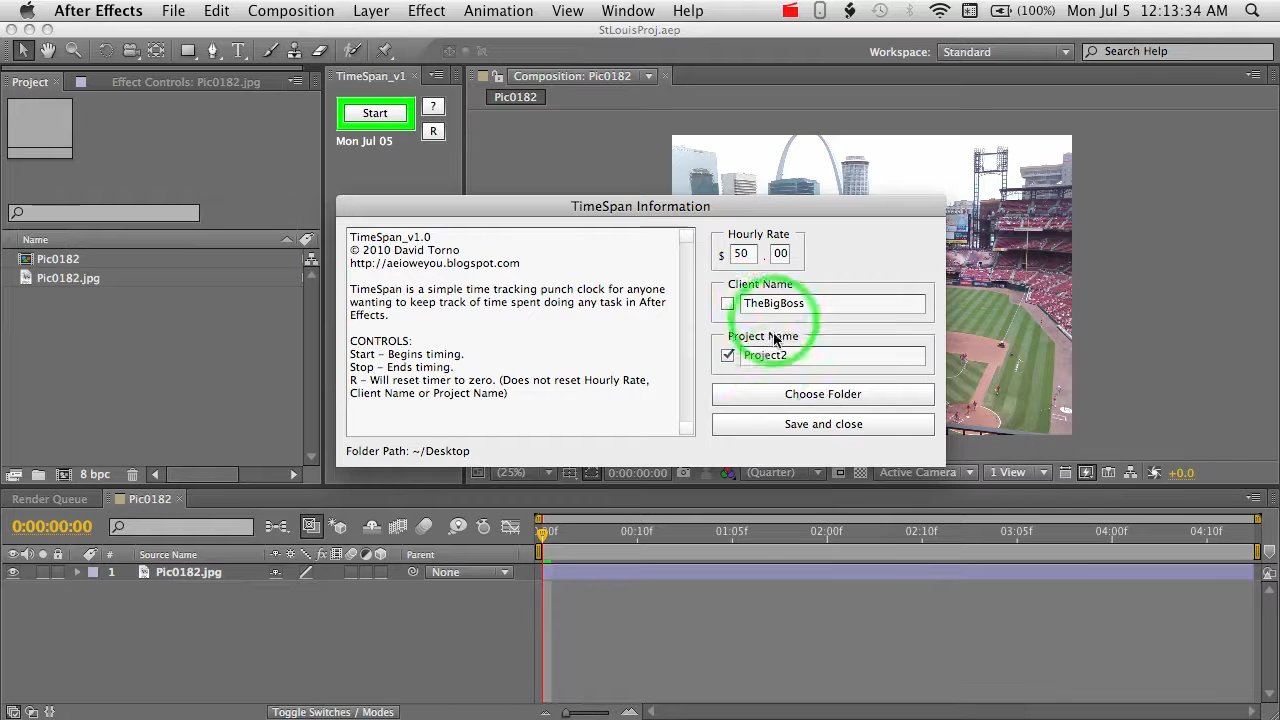 After Effects File Edit Composition Layer Effect Animation View Window Help (100%) Mon Jul 5 12:13:34 AM
StLouisProj.aep
Workspace: Standard Search Help
Project Effect Controls: Pic0182.jpg TimeSpan_v1 Composition: Pic0182
Pic0182
Start ?
R
Mon Jul 05
TimeSpan Information
TimeSpan_v1.0
© 2010 David Torno
http://aeioweyou.blogspot.com
TimeSpan is a simple time tracking punch clock for anyone
wanting to keep track of time spent doing any task in After
Effects.
CONTROLS:
Start - Begins timing.
Stop - Ends timing.
R - Will reset timer to zero. (Does not reset Hourly Rate,
Client Name or Project Name)
Folder Path: ~/Desktop
Hourly Rate
$ 50 . 00
Client Name
TheBigBoss
Project Name
Project2
Choose Folder
Save and close
Name
Pic0182
Pic0182.jpg
8 bpc
(25%) 0:00:00:00 (Quarter) Active Camera 1 View +0.0
Render Queue Pic0182
0:00:00:00
00f 00:10f 01:05f 02:00f 02:10f 03:05f 04:00f 04:10f
# Source Name fx Parent
1 Pic0182.jpg None
Toggle Switches / Modes